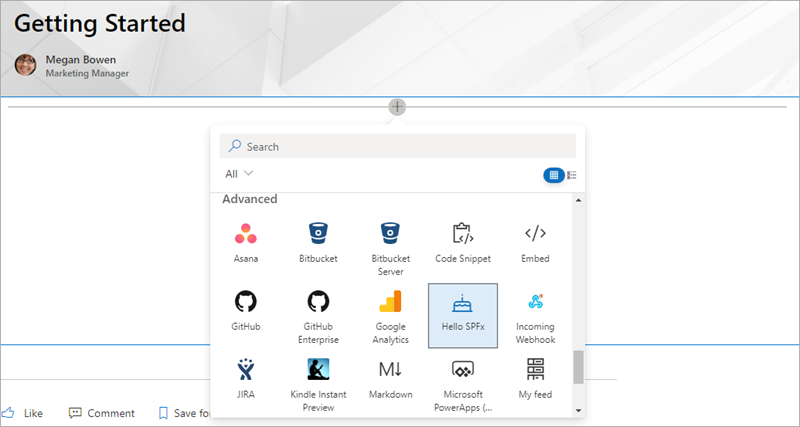 Getting Started
Megan Bowen
Marketing Manager
Search
All
Advanced
Asana
Bitbucket
Bitbucket
Server
Code Snippet
Embed
GitHub
GitHub
Enterprise
Google
Analytics
Hello SPFx
Incoming
Webhook
JIRA
Kindle Instant
Preview
M↓
Markdown
Microsoft
PowerApps (...
My feed
Like
Comment
Save for